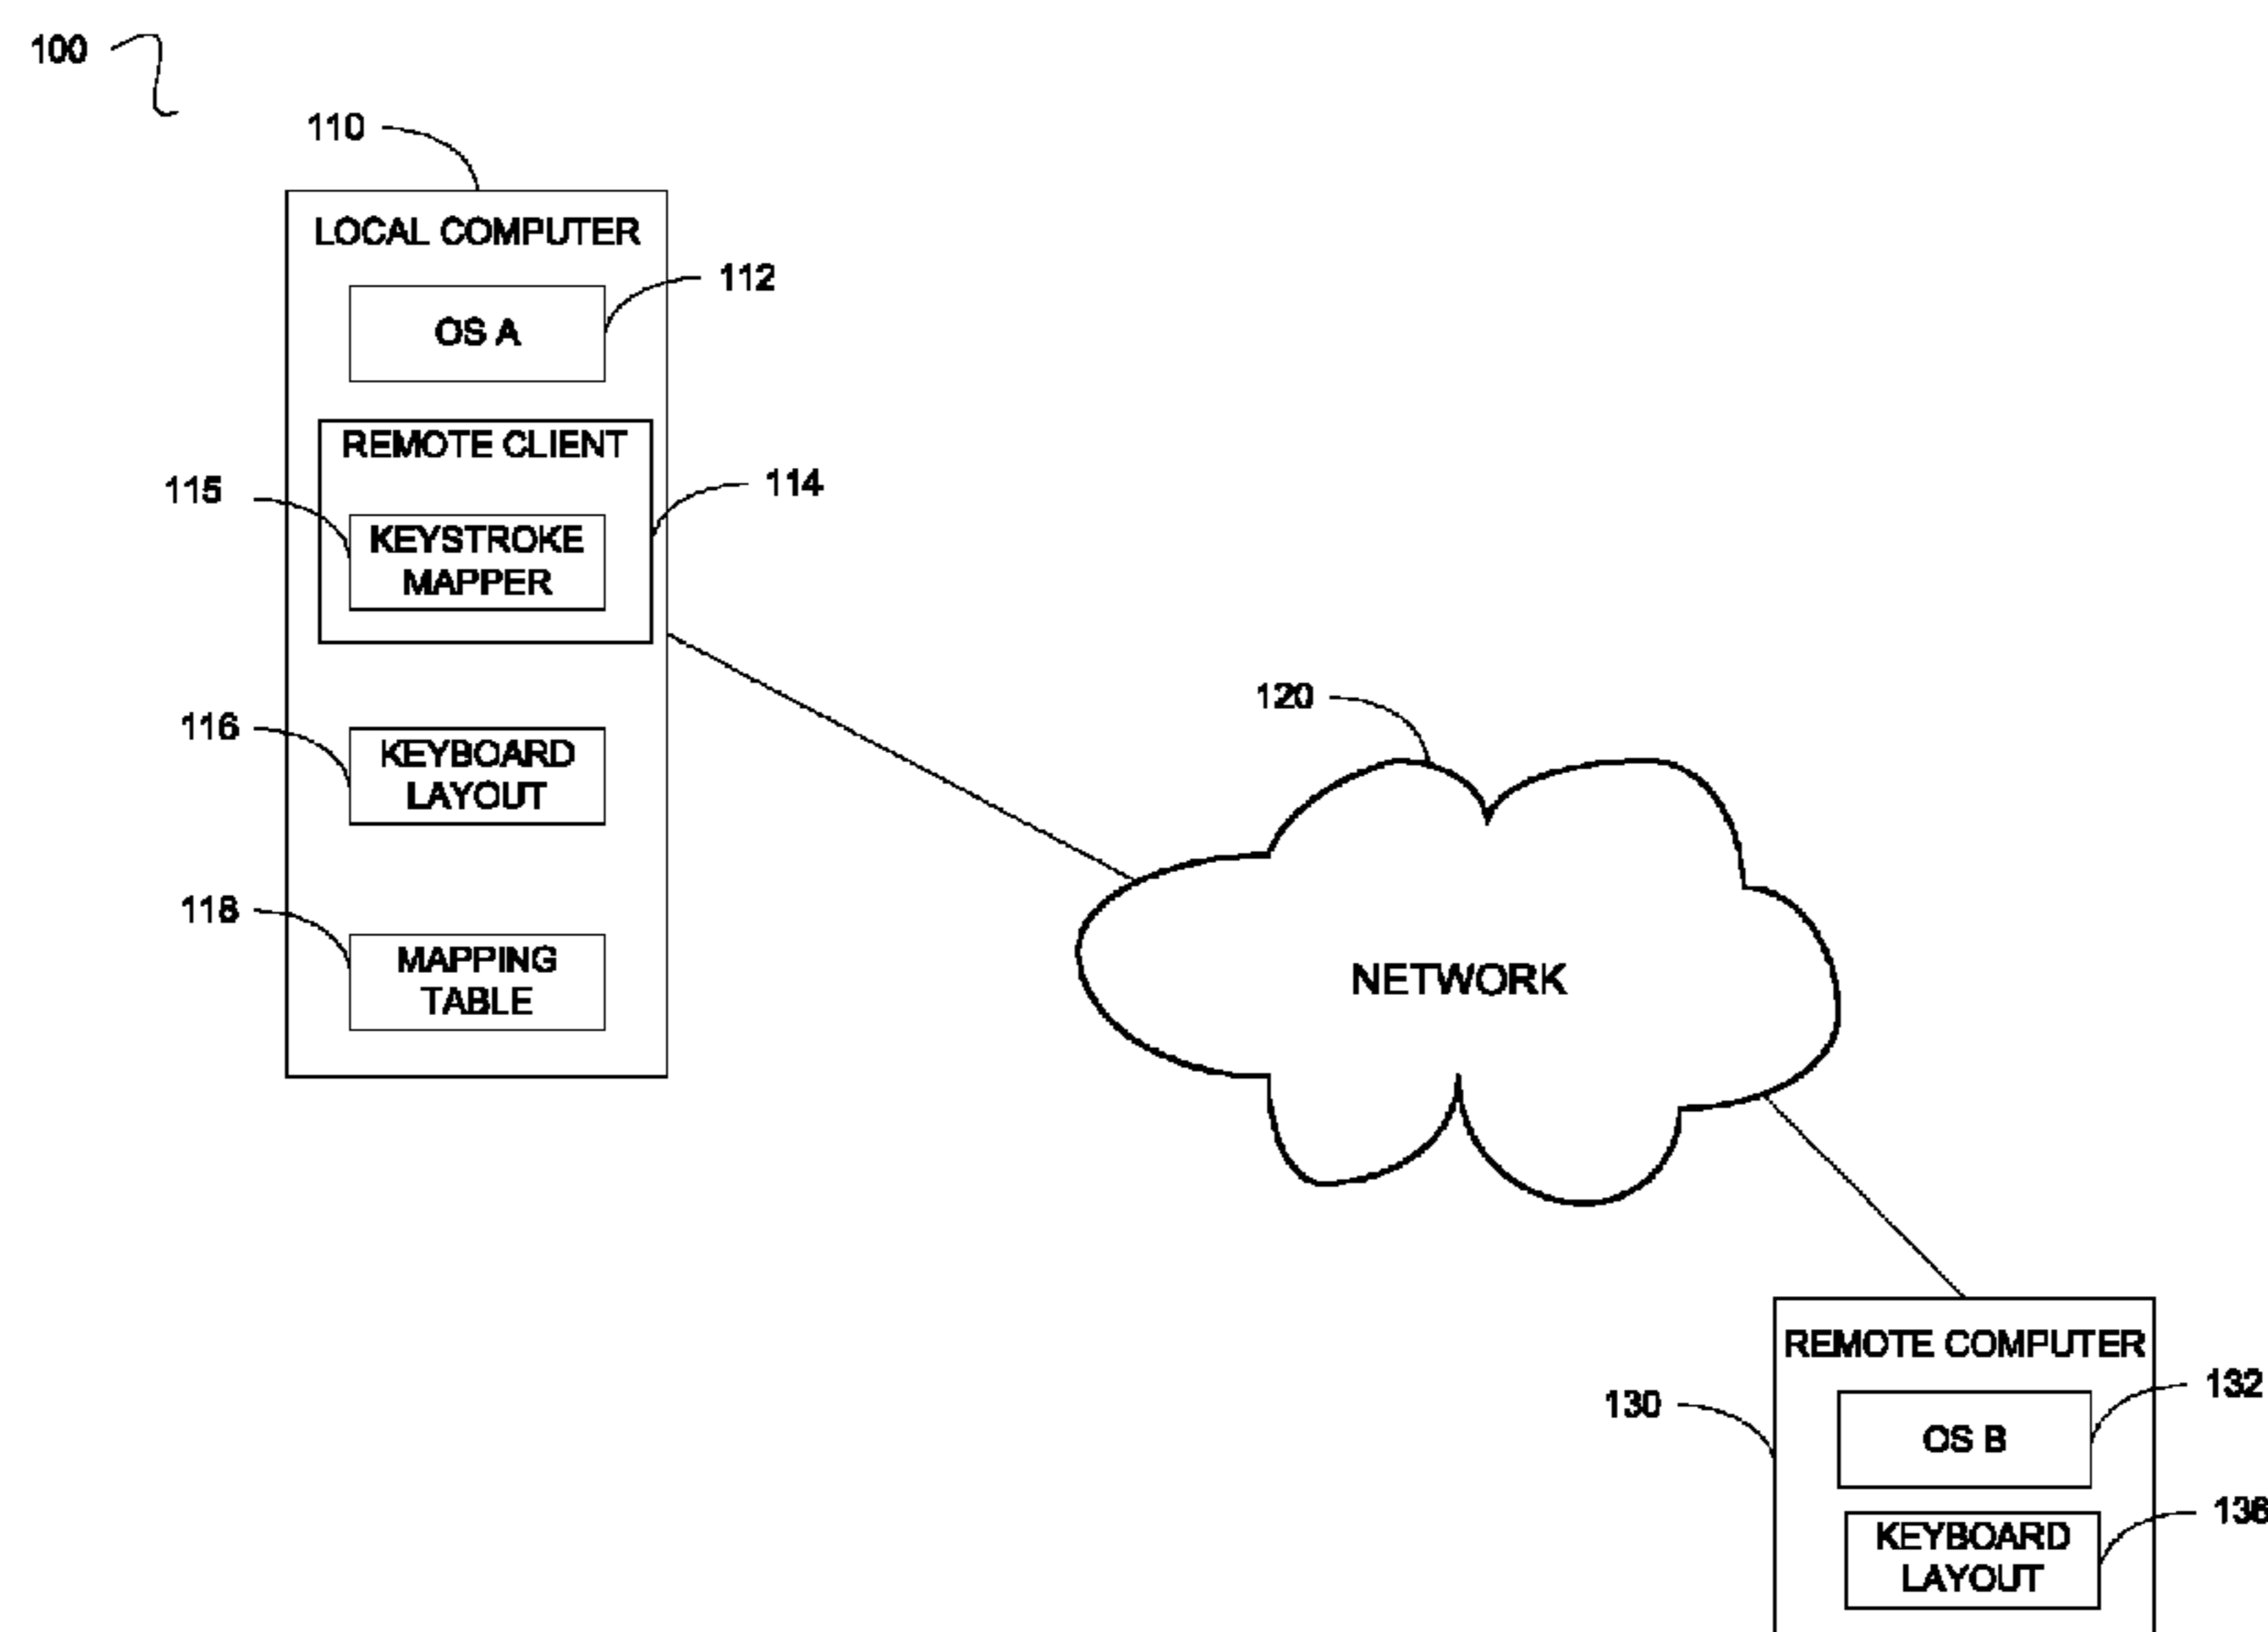 100
110
LOCAL COMPUTER
112
OS A
REMOTE CLIENT
115
114
KEYSTROKE
MAPPER
116
KEYBOARD
LAYOUT
118
MAPPING
TABLE
120
NETWORK
REMOTE COMPUTER
130
132
OS B
136
KEYBOARD
LAYOUT